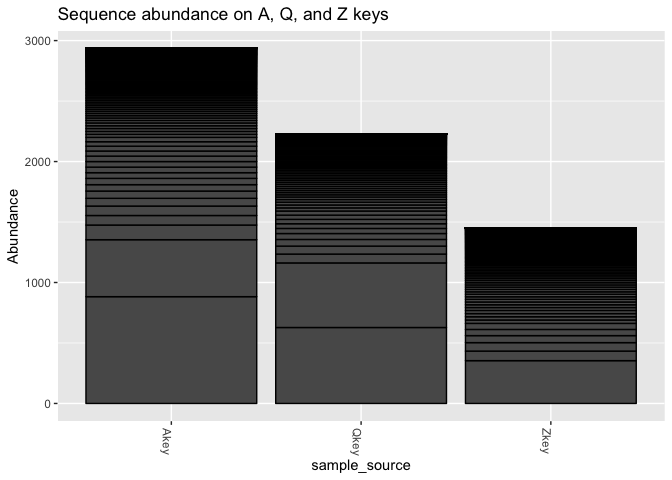 Sequence abundance on A, Q, and Z keys
3000
2000
1000
0
Abundance
Akey
Qkey
Zkey
sample_source